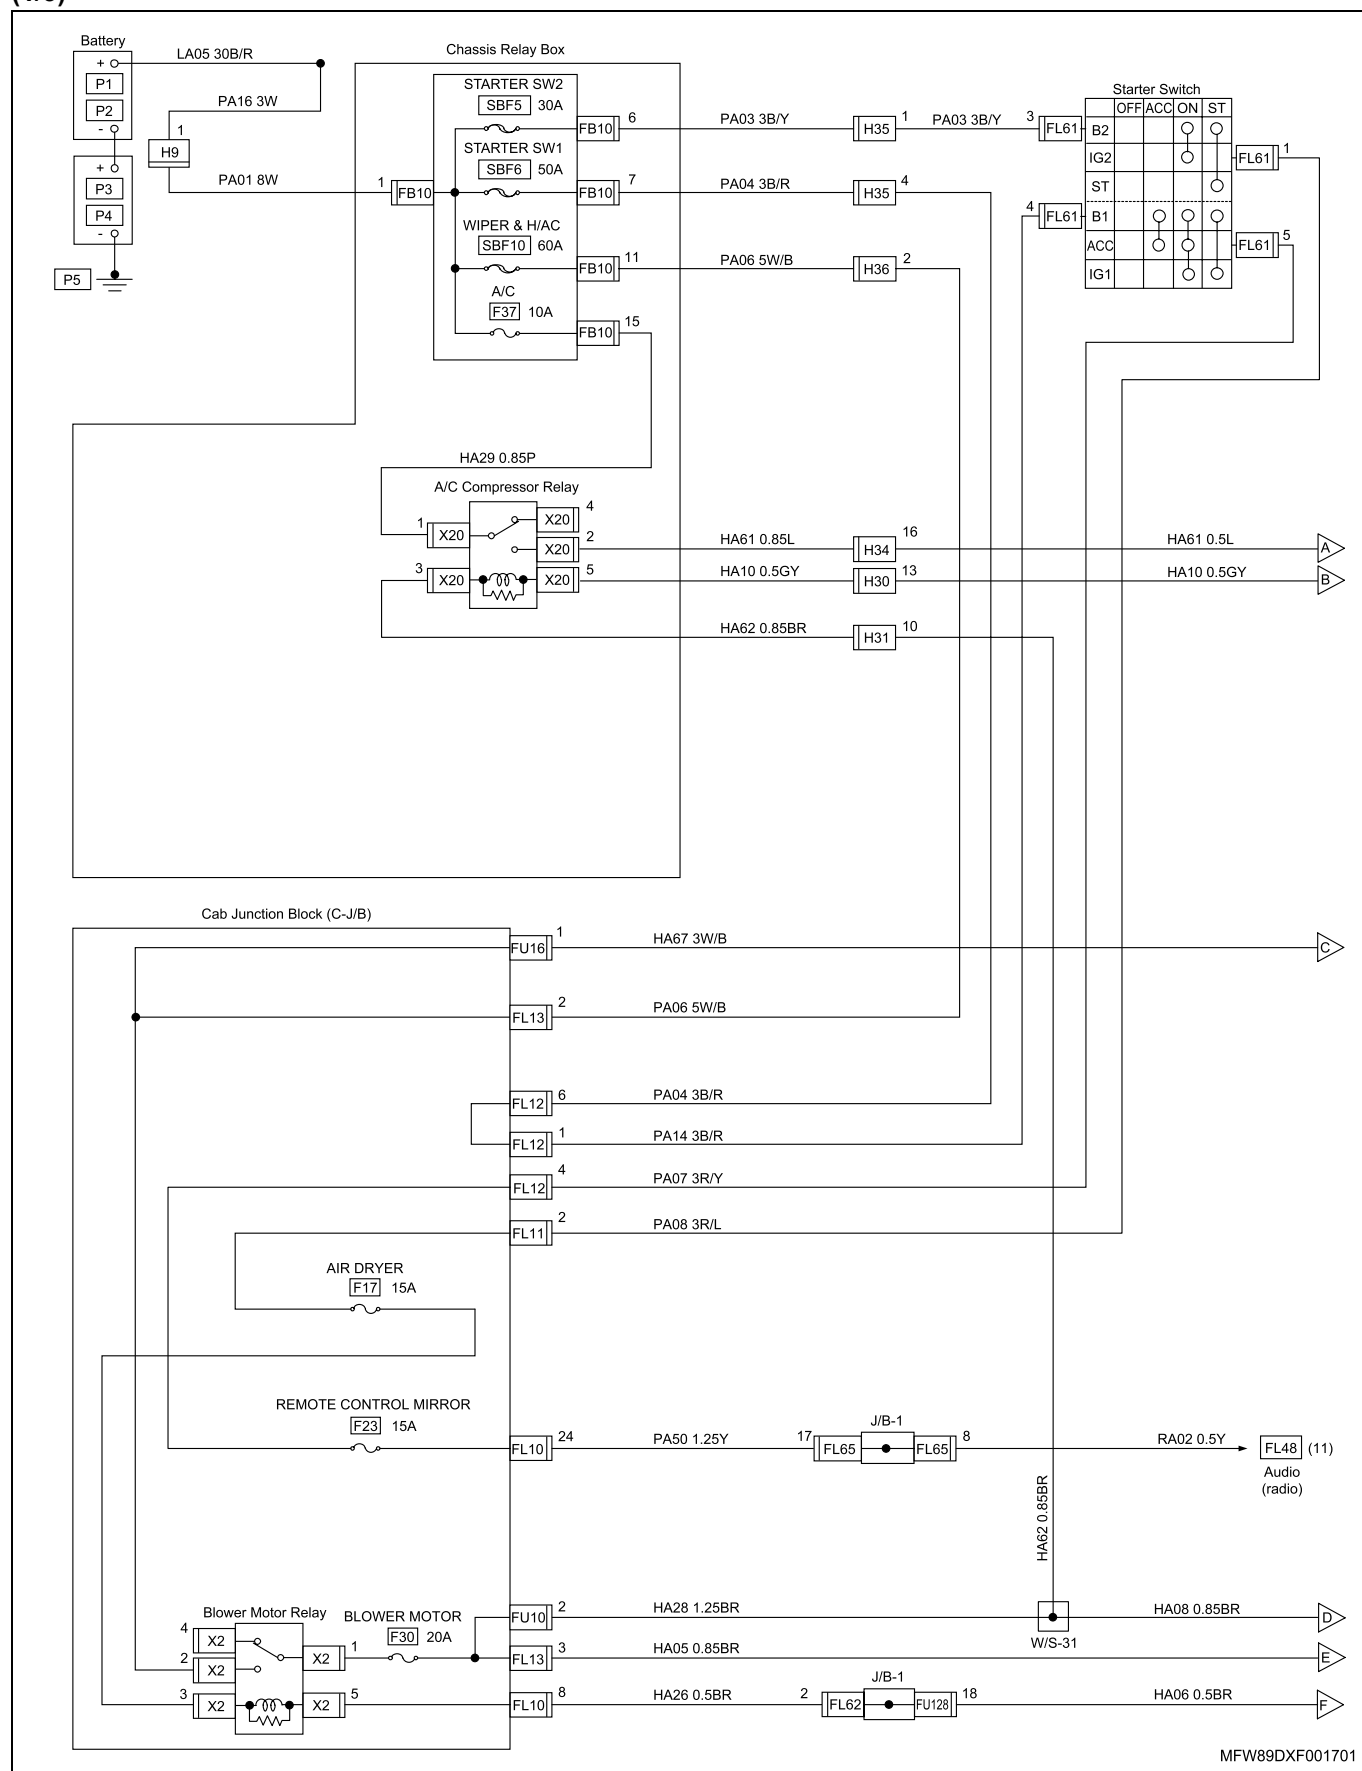 Battery
+
P1
P2
-
+
P3
P4
-
P5
LA05 30B/R
PA16 3W
1
H9
PA01 8W
Chassis Relay Box
STARTER SW2
SBF5 30A
STARTER SW1
SBF6 50A
WIPER & H/AC
SBF10 60A
A/C
F37 10A
1
FB10
FB10 6
FB10 7
FB10 11
FB10 15
PA03 3B/Y H35 1 PA03 3B/Y 3 FL61
PA04 3B/R H35 4
PA06 5W/B H36 2
4 FL61
Starter Switch
OFF ACC ON ST
B2
IG2
ST
B1
ACC
IG1
FL61 1
FL61 5
HA29 0.85P
A/C Compressor Relay
1 X20
X20 4
X20 2
3 X20
X20 5
HA61 0.85L H34 16 HA61 0.5L A
HA10 0.5GY H30 13 HA10 0.5GY B
HA62 0.85BR H31 10
Cab Junction Block (C-J/B)
FU16 1 HA67 3W/B C
FL13 2 PA06 5W/B
FL12 6 PA04 3B/R
FL12 1 PA14 3B/R
FL12 4 PA07 3R/Y
FL11 2 PA08 3R/L
AIR DRYER
F17 15A
REMOTE CONTROL MIRROR
F23 15A
J/B-1
FL10 24 PA50 1.25Y 17 FL65 FL65 8 RA02 0.5Y FL48 (11)
Audio
(radio)
HA62 0.85BR
Blower Motor Relay
BLOWER MOTOR
F30 20A
4 X2
2 X2
X2 1
3 X2
X2 5
FU10 2 HA28 1.25BR HA08 0.85BR D
W/S-31
FL13 3 HA05 0.85BR E
J/B-1
FL10 8 HA26 0.5BR 2 FL62 FU128 18 HA06 0.5BR F
MFW89DXF001701